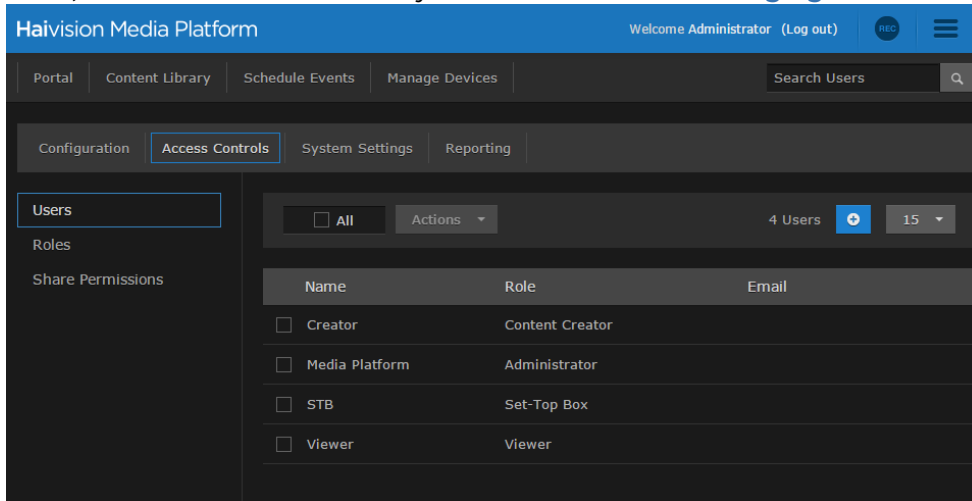 Haivision Media Platform Welcome Administrator (Log out) REC
Portal Content Library Schedule Events Manage Devices Search Users
Configuration Access Controls System Settings Reporting
Users
Roles
Share Permissions
All Actions 4 Users 15
Name Role Email
Creator Content Creator
Media Platform Administrator
STB Set-Top Box
Viewer Viewer